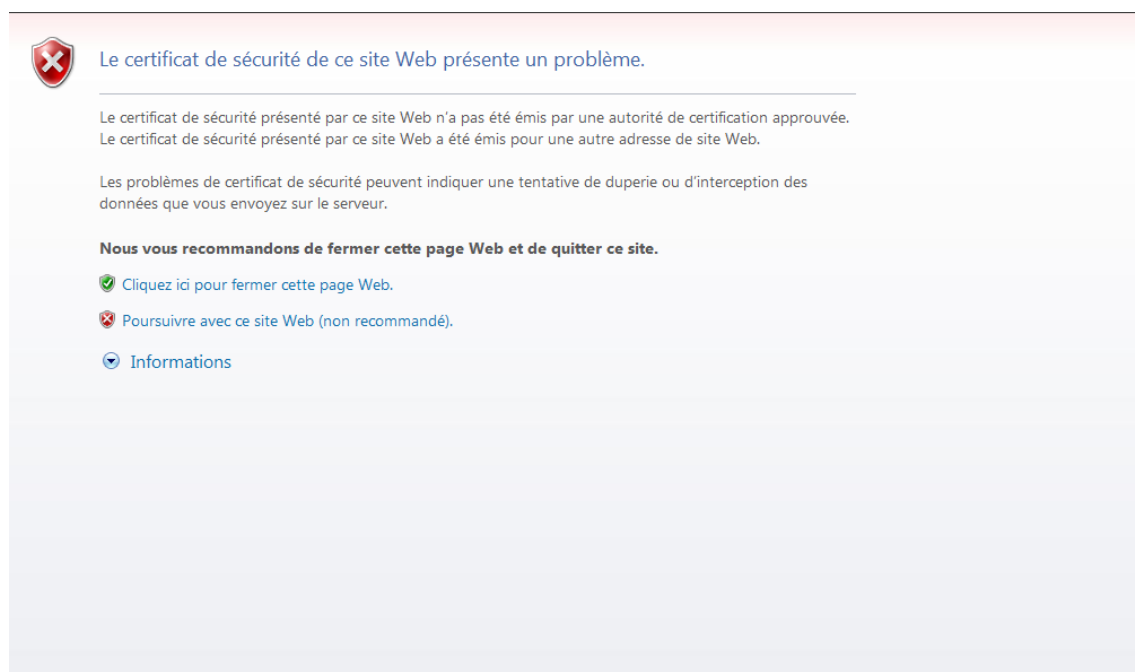 Le certificat de sécurité de ce site Web présente un problème.
Le certificat de sécurité présenté par ce site Web n'a pas été émis par une autorité de certification approuvée.
Le certificat de sécurité présenté par ce site Web a été émis pour une autre adresse de site Web.
Les problèmes de certificat de sécurité peuvent indiquer une tentative de duperie ou d'interception des
données que vous envoyez sur le serveur.
Nous vous recommandons de fermer cette page Web et de quitter ce site.
Cliquez ici pour fermer cette page Web.
Poursuivre avec ce site Web (non recommandé).
Informations